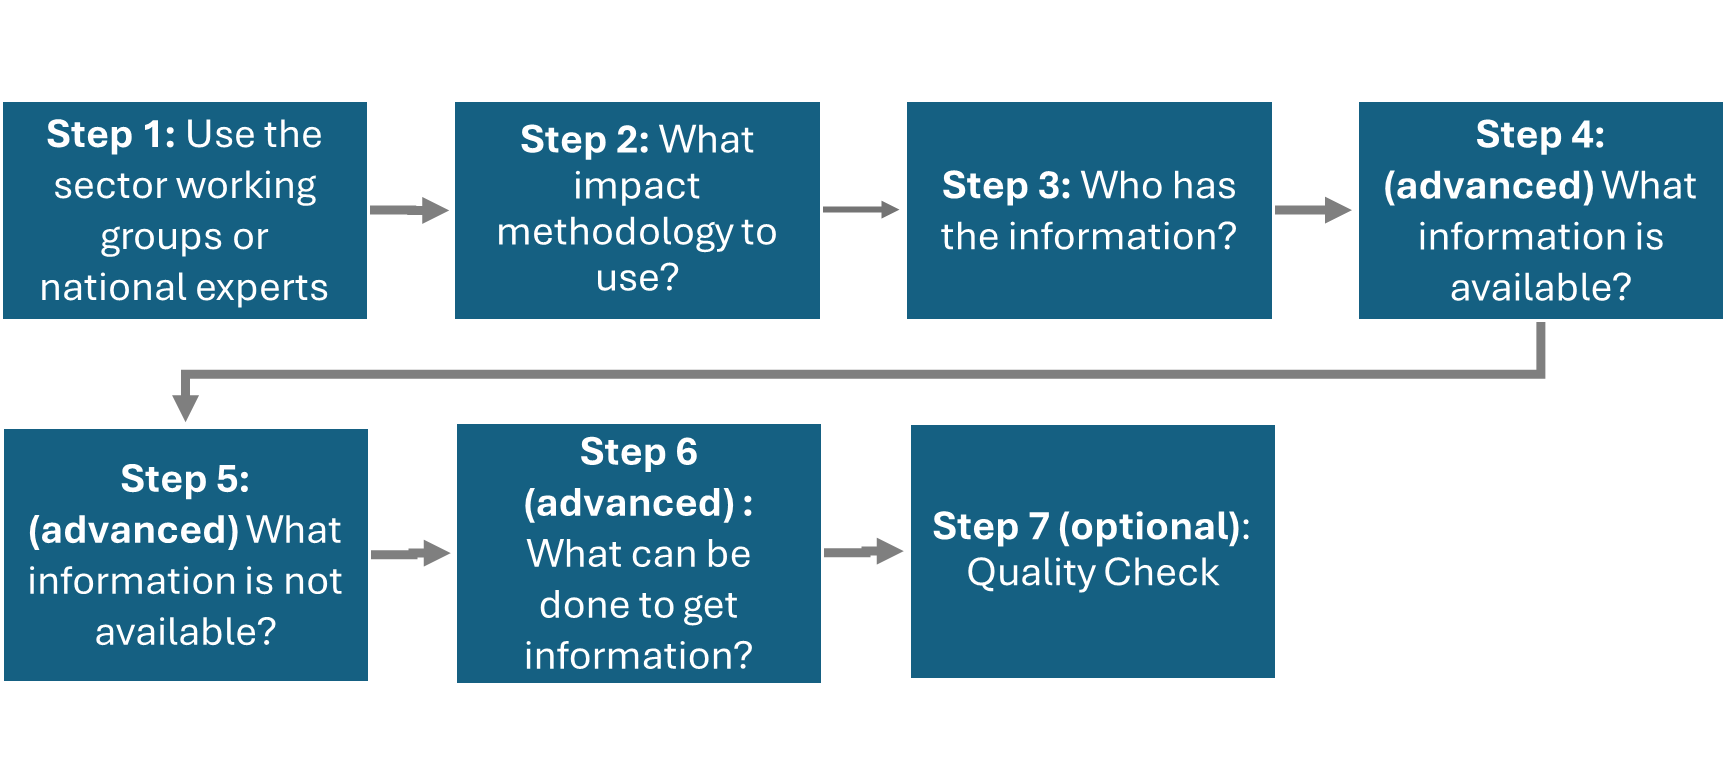 Step 1: Use the
sector working
groups or
national experts
Step 2: What
impact
methodology to
use?
Step 3: Who has
the information?
Step 4:
(advanced) What
information is
available?
Step 5:
(advanced) What
information is not
available?
Step 6
(advanced) :
What can be
done to get
information?
Step 7 (optional):
Quality Check